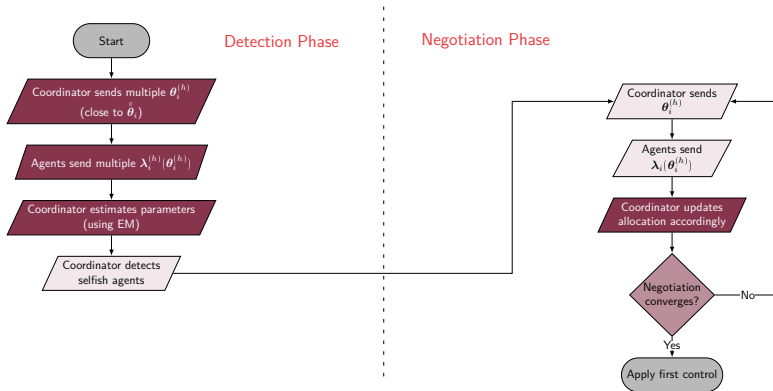 Detection Phase
Start
Coordinator sends multiple θ_i^(h)
(close to θ̊_i)
Agents send multiple λ_i^(h)(θ_i^(h))
Coordinator estimates parameters
(using EM)
Coordinator detects
selfish agents
Negotiation Phase
Coordinator sends
θ_i^(h)
Agents send
λ_i(θ_i^(h))
Coordinator updates
allocation accordingly
Negotiation
converges?
No
Yes
Apply first control